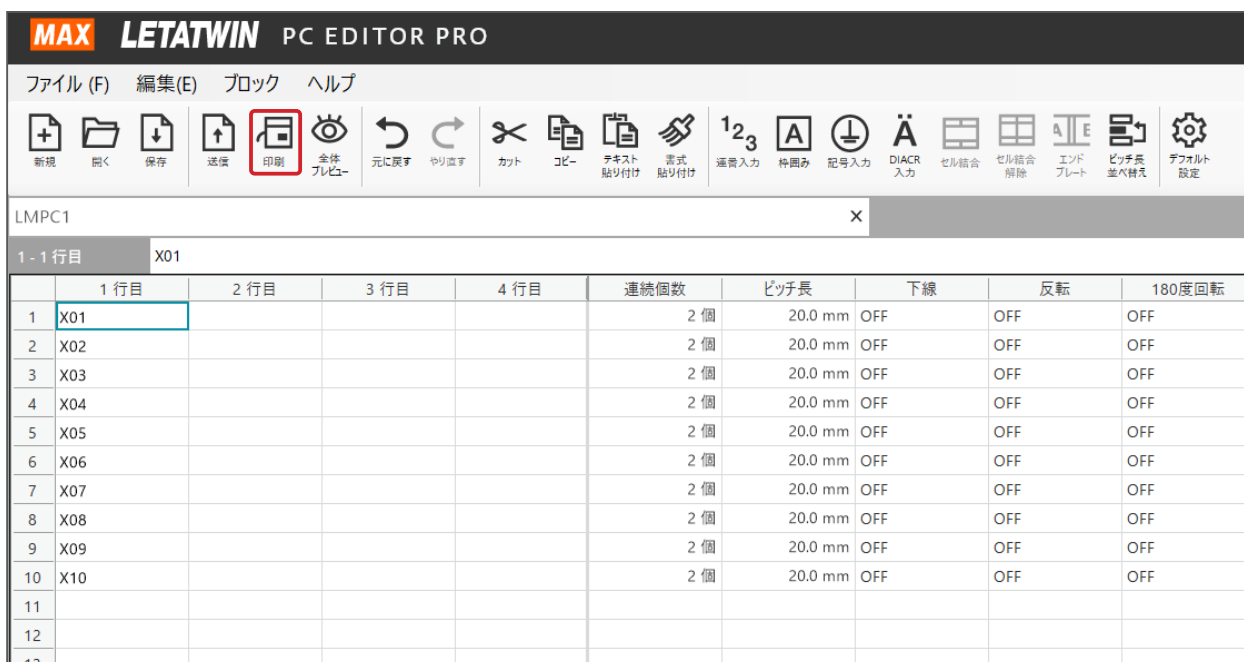 MAX LETATWIN PC EDITOR PRO
ファイル (F) 編集(E) ブロック ヘルプ
新規 開く 保存 送信 印刷 全体プレビュー 元に戻す やり直す カット コピー テキスト貼り付け 書式貼り付け 連番入力 枠囲み 記号入力 DIACR入力 セル結合 セル結合解除 エンドプレート ピッチ長並べ替え デフォルト設定
LMPC1 ×
1 - 1 行目 X01
1 行目 2 行目 3 行目 4 行目 連続個数 ピッチ長 下線 反転 180度回転
1 X01 2 個 20.0 mm OFF OFF OFF
2 X02 2 個 20.0 mm OFF OFF OFF
3 X03 2 個 20.0 mm OFF OFF OFF
4 X04 2 個 20.0 mm OFF OFF OFF
5 X05 2 個 20.0 mm OFF OFF OFF
6 X06 2 個 20.0 mm OFF OFF OFF
7 X07 2 個 20.0 mm OFF OFF OFF
8 X08 2 個 20.0 mm OFF OFF OFF
9 X09 2 個 20.0 mm OFF OFF OFF
10 X10 2 個 20.0 mm OFF OFF OFF
11
12